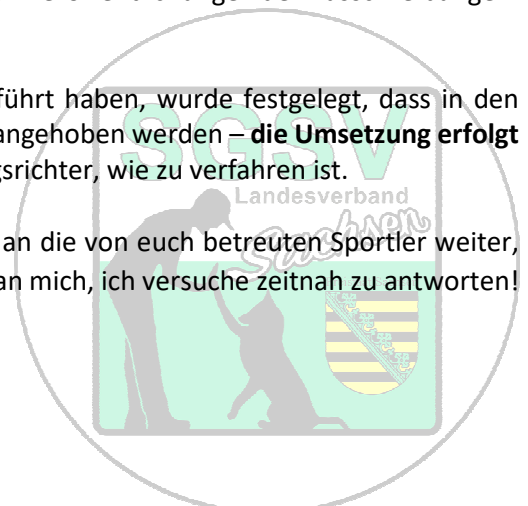 führt haben, wurde festgelegt, dass in den
angehoben werden – die Umsetzung erfolgt
gsrichter, wie zu verfahren ist.
SGSV
Landesverband
Sachsen
an die von euch betreuten Sportler weiter,
an mich, ich versuche zeitnah zu antworten!